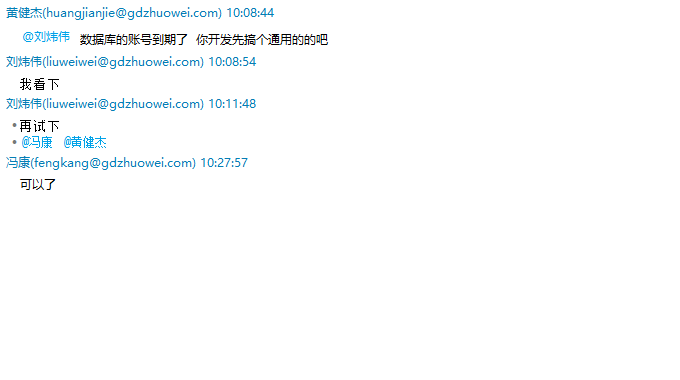 黄健杰(huangjianjie@gdzhuowei.com) 10:08:44
@刘炜伟 数据库的账号到期了 你开发先搞个通用的的吧
刘炜伟(liuweiwei@gdzhuowei.com) 10:08:54
我看下
刘炜伟(liuweiwei@gdzhuowei.com) 10:11:48
•再试下
• @冯康 @黄健杰
冯康(fengkang@gdzhuowei.com) 10:27:57
可以了